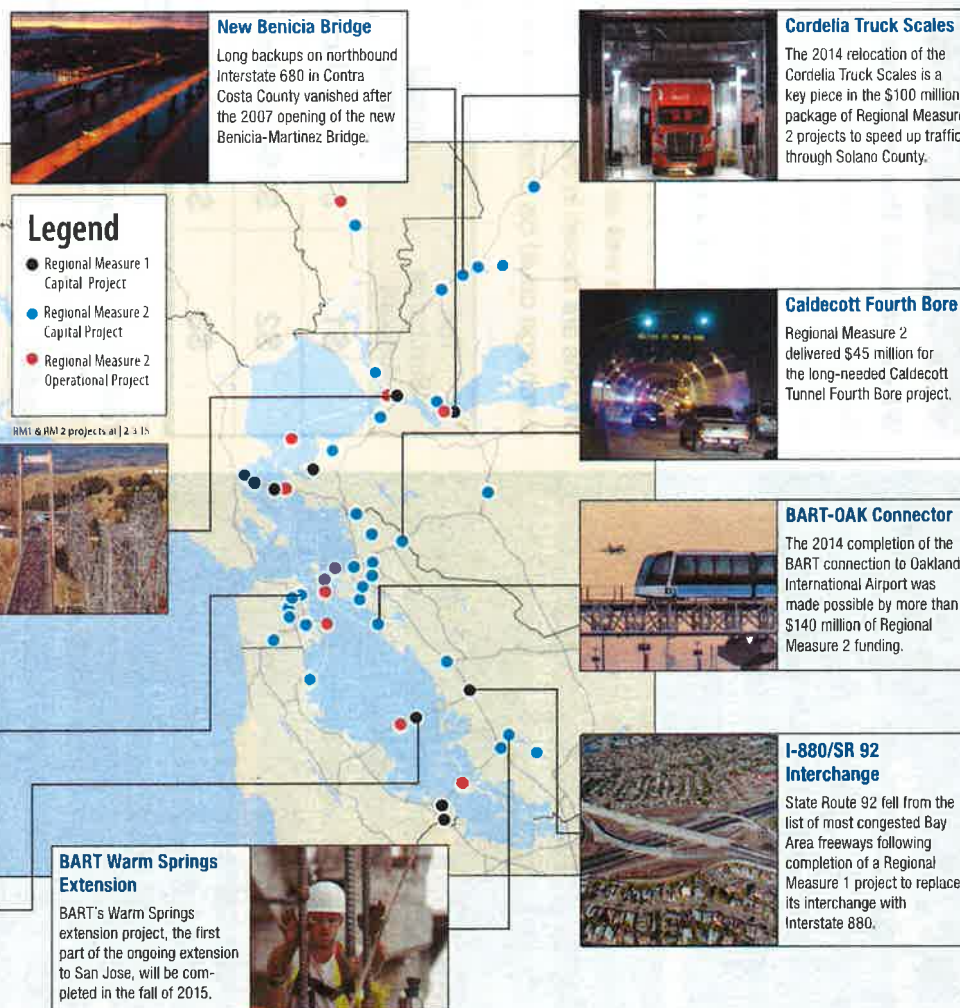 New Benicia Bridge
Long backups on northbound
Interstate 680 in Contra
Costa County vanished after
the 2007 opening of the new
Benicia-Martinez Bridge.
Cordelia Truck Scales
The 2014 relocation of the
Cordelia Truck Scales is a
key piece in the $100 million
package of Regional Measure
2 projects to speed up traffic
through Solano County.
Legend
Regional Measure 1
Capital Project
Regional Measure 2
Capital Project
Regional Measure 2
Operational Project
RM1 & RM 2 projects at
Caldecott Fourth Bore
Regional Measure 2
delivered $45 million for
the long-needed Caldecott
Tunnel Fourth Bore project.
BART-OAK Connector
The 2014 completion of the
BART connection to Oakland
International Airport was
made possible by more than
$140 million of Regional
Measure 2 funding.
I-880/SR 92
Interchange
State Route 92 fell from the
list of most congested Bay
Area freeways following
completion of a Regional
Measure 1 project to replace
its interchange with
Interstate 880.
BART Warm Springs
Extension
BART's Warm Springs
extension project, the first
part of the ongoing extension
to San Jose, will be com-
pleted in the fall of 2015.